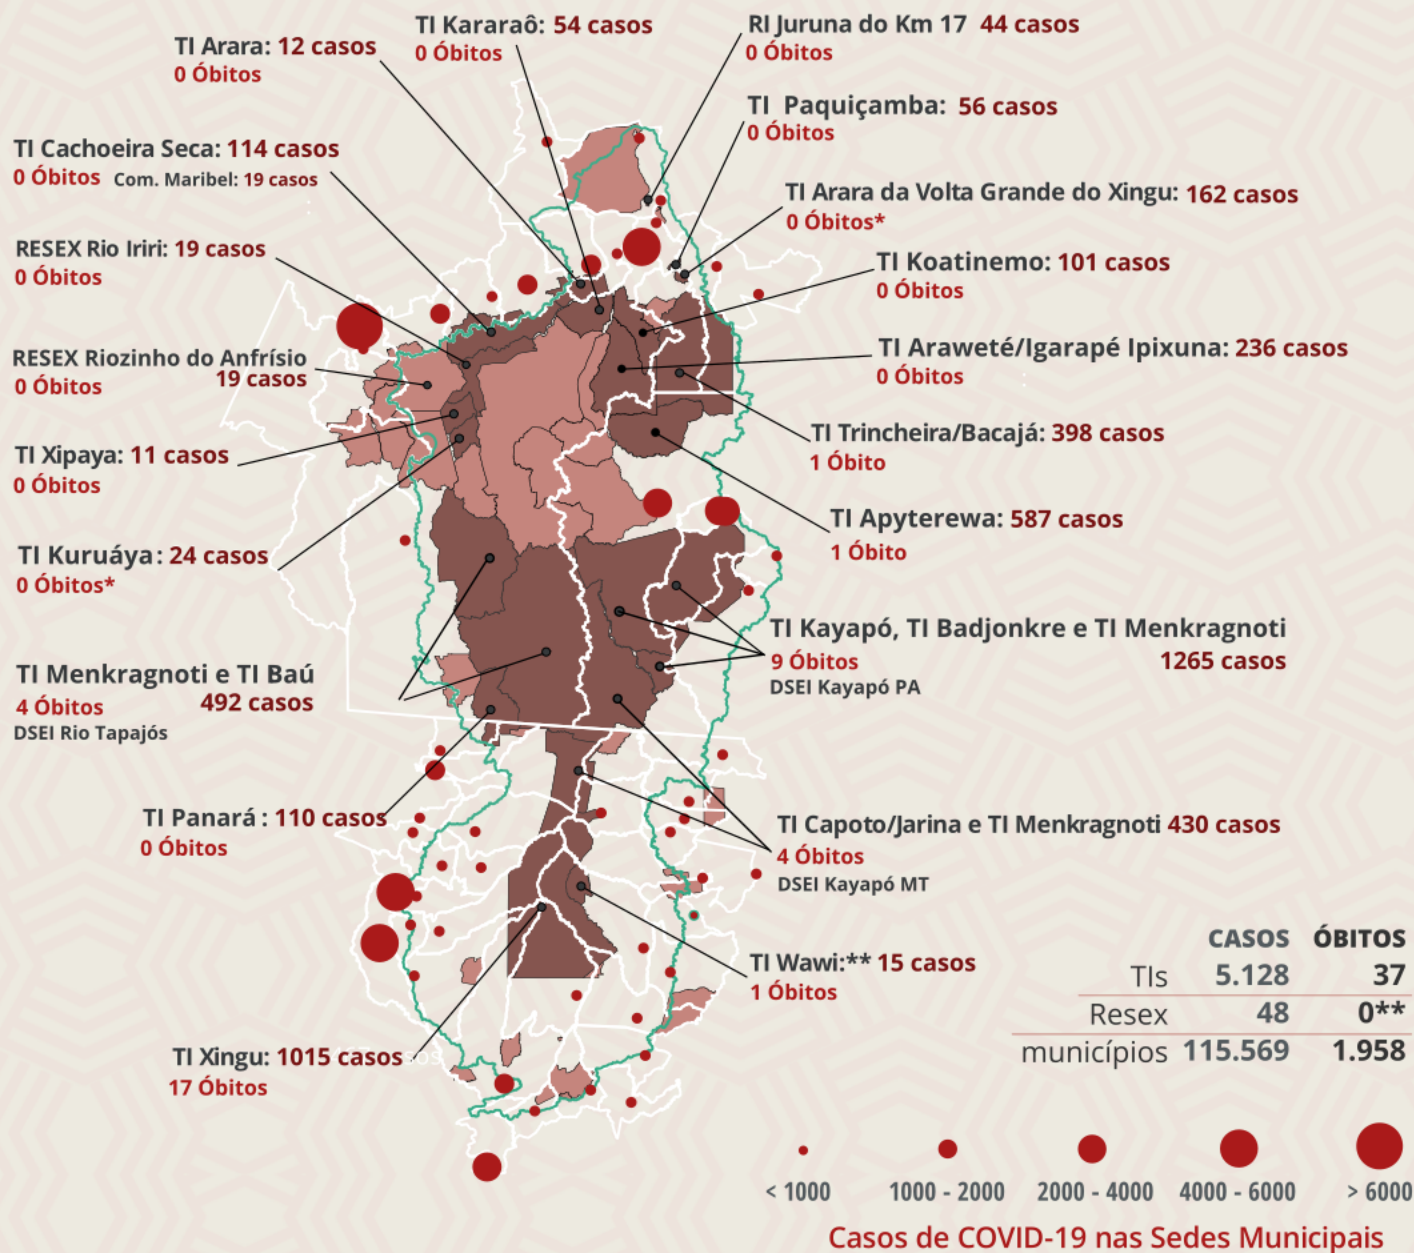 TI Kararaô: 54 casos
0 Óbitos
RI Juruna do Km 17 44 casos
0 Óbitos
TI Arara: 12 casos
0 Óbitos
TI Paquiçamba: 56 casos
0 Óbitos
TI Cachoeira Seca: 114 casos
0 Óbitos Com. Maribel: 19 casos
TI Arara da Volta Grande do Xingu: 162 casos
0 Óbitos*
RESEX Rio Iriri: 19 casos
0 Óbitos
TI Koatinemo: 101 casos
0 Óbitos
RESEX Riozinho do Anfrísio
0 Óbitos 19 casos
TI Araweté/Igarapé Ipixuna: 236 casos
0 Óbitos
TI Trincheira/Bacajá: 398 casos
1 Óbito
TI Xipaya: 11 casos
0 Óbitos
TI Apyterewa: 587 casos
1 Óbito
TI Kuruáya: 24 casos
0 Óbitos*
TI Kayapó, TI Badjonkre e TI Menkragnoti
9 Óbitos 1265 casos
DSEI Kayapó PA
TI Menkragnoti e TI Baú
4 Óbitos 492 casos
DSEI Rio Tapajós
TI Panará: 110 casos
0 Óbitos
TI Capoto/Jarina e TI Menkragnoti 430 casos
4 Óbitos
DSEI Kayapó MT
TI Wawi:** 15 casos
1 Óbitos
TI Xingu: 1015 casos
17 Óbitos
CASOS ÓBITOS
TIs 5.128 37
Resex 48 0**
municípios 115.569 1.958
< 1000 1000 - 2000 2000 - 4000 4000 - 6000 > 6000
Casos de COVID-19 nas Sedes Municipais